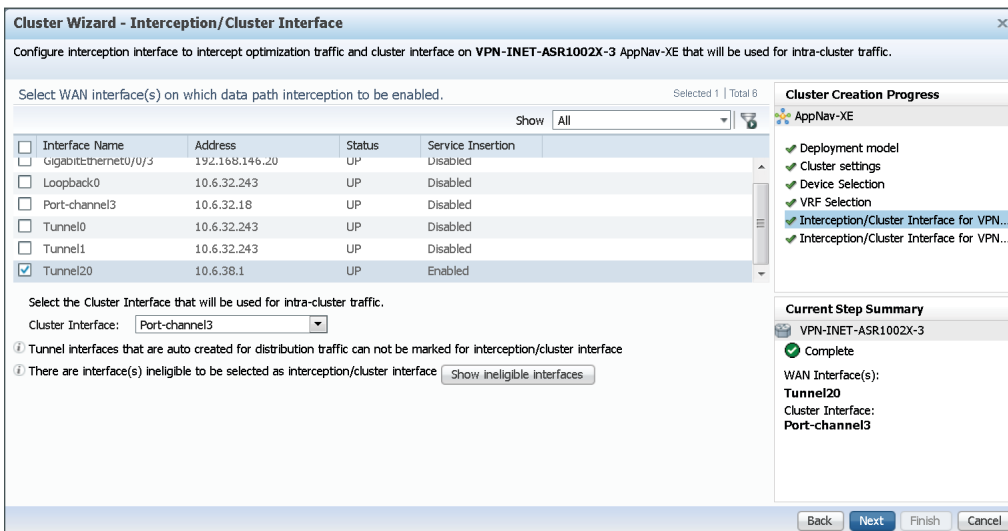 Cluster Wizard - Interception/Cluster Interface
Configure interception interface to intercept optimization traffic and cluster interface on VPN-INET-ASR1002X-3 AppNav-XE that will be used for intra-cluster traffic.
Select WAN interface(s) on which data path interception to be enabled.
Selected 1 | Total 6
Show All
Interface Name Address Status Service Insertion
GigabitEthernet0/0/3 192.168.146.20 UP Disabled
Loopback0 10.6.32.243 UP Disabled
Port-channel3 10.6.32.18 UP Disabled
Tunnel0 10.6.32.243 UP Disabled
Tunnel1 10.6.32.243 UP Disabled
Tunnel20 10.6.38.1 UP Enabled
Select the Cluster Interface that will be used for intra-cluster traffic.
Cluster Interface: Port-channel3
Tunnel interfaces that are auto created for distribution traffic can not be marked for interception/cluster interface
There are interface(s) ineligible to be selected as interception/cluster interface Show ineligible interfaces
Cluster Creation Progress
AppNav-XE
Deployment model
Cluster settings
Device Selection
VRF Selection
Interception/Cluster Interface for VPN...
Interception/Cluster Interface for VPN...
Current Step Summary
VPN-INET-ASR1002X-3
Complete
WAN Interface(s):
Tunnel20
Cluster Interface:
Port-channel3
Back Next Finish Cancel